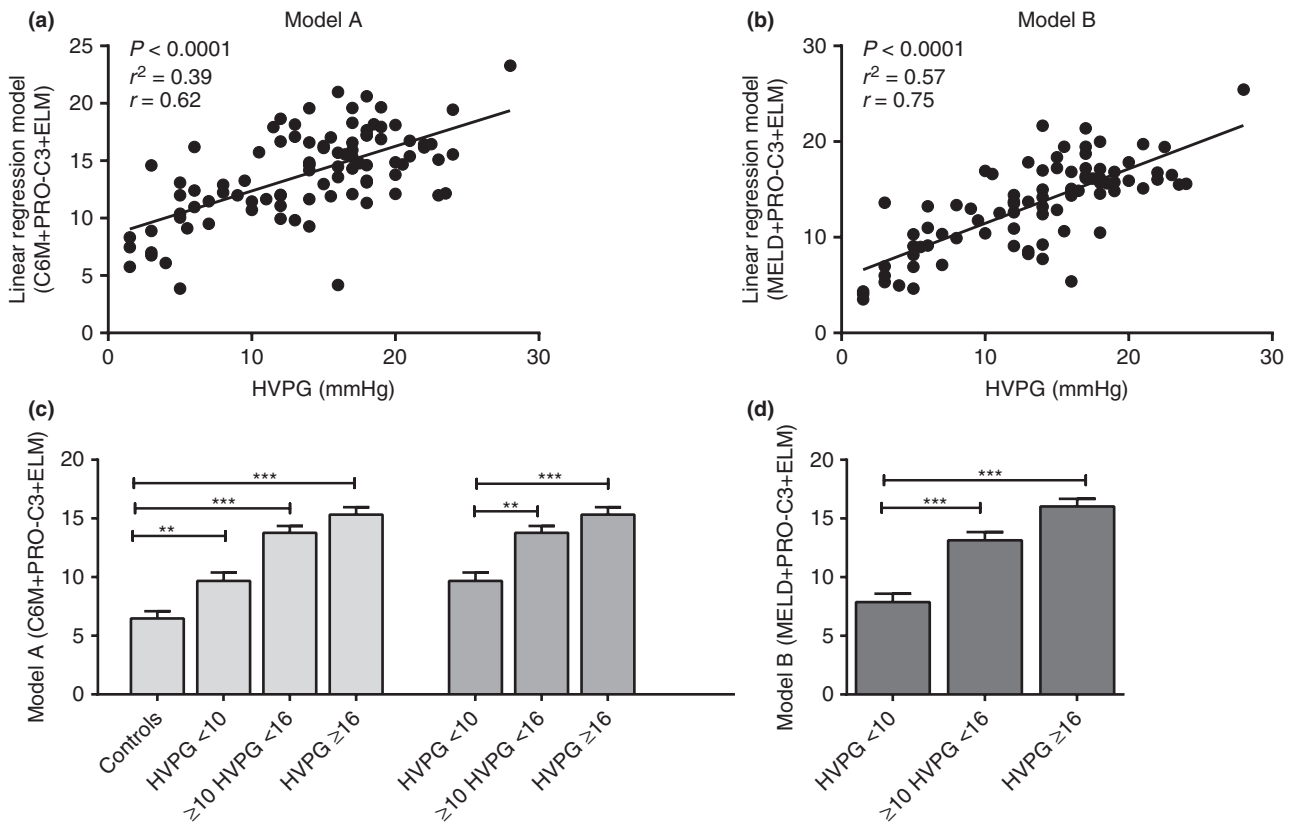 (a)
Model A
P < 0.0001
r² = 0.39
r = 0.62
Linear regression model
(C6M+PRO-C3+ELM)
25
20
15
10
5
0
0 10 20 30
HVPG (mmHg)
(b)
Model B
P < 0.0001
r² = 0.57
r = 0.75
Linear regression model
(MELD+PRO-C3+ELM)
30
20
10
0
0 10 20 30
HVPG (mmHg)
(c)
Model A (C6M+PRO-C3+ELM)
20
15
10
5
0
***
***
**
***
**
Controls
HVPG <10
≥10 HVPG <16
HVPG ≥16
HVPG <10
≥10 HVPG <16
HVPG ≥16
(d)
Model B (MELD+PRO-C3+ELM)
20
15
10
5
0
***
***
HVPG <10
≥10 HVPG <16
HVPG ≥16